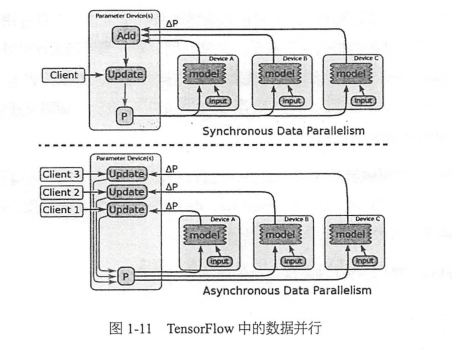 Parameter Device(s)
ΔP
Add
Client
Update
P
Device A
model
input
Device B
model
input
Device C
model
input
Synchronous Data Parallelism
Parameter Device(s)
Client 3
Update
ΔP
Client 2
Update
ΔP
Client 1
Update
ΔP
Device A
model
input
Device B
model
input
Device C
model
input
P
Asynchronous Data Parallelism
图 1-11 TensorFlow 中的数据并行